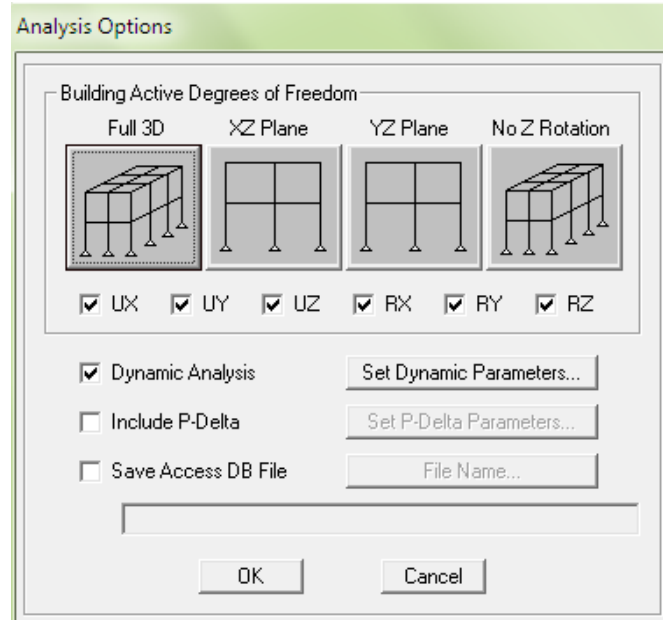 Analysis Options
Building Active Degrees of Freedom
Full 3D XZ Plane YZ Plane No Z Rotation
UX UY UZ RX RY RZ
Dynamic Analysis Set Dynamic Parameters...
Include P-Delta Set P-Delta Parameters...
Save Access DB File File Name...
OK Cancel